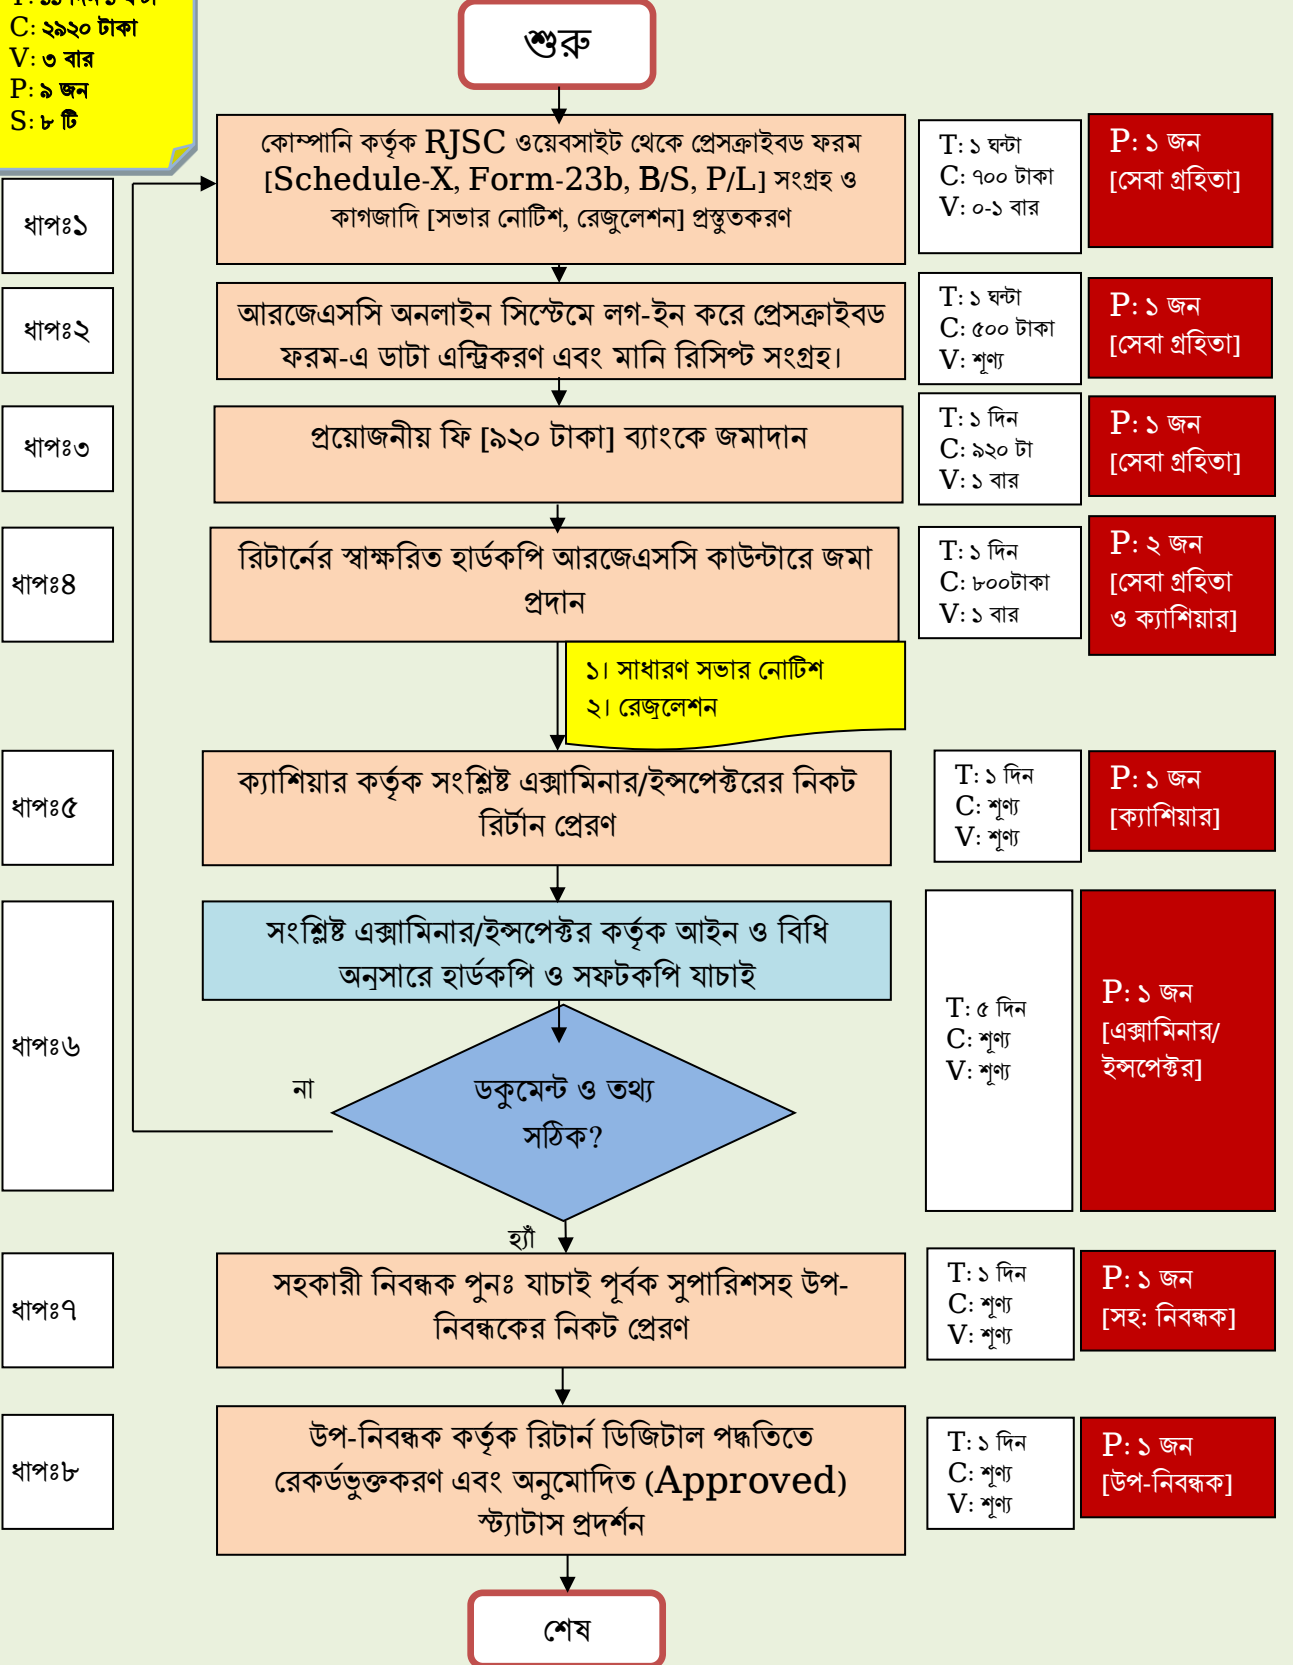 C: ২৯২০ টাকা
V: ৩ বার
P: ৯ জন
S: ৮ টি
শুরু
ধাপঃ১
কোম্পানি কর্তৃক RJSC ওয়েবসাইট থেকে প্রেসক্রাইবড ফরম
[Schedule-X, Form-23b, B/S, P/L] সংগ্রহ ও
কাগজাদি [সভার নোটিশ, রেজুলেশন] প্রস্তুতকরণ
T: ১ ঘন্টা
C: ৭০০ টাকা
V: ০-১ বার
P: ১ জন
[সেবা গ্রহিতা]
ধাপঃ২
আরজেএসসি অনলাইন সিস্টেমে লগ-ইন করে প্রেসক্রাইবড
ফরম-এ ডাটা এন্ট্রিকরণ এবং মানি রিসিপ্ট সংগ্রহ।
T: ১ ঘন্টা
C: ৫০০ টাকা
V: শূণ্য
P: ১ জন
[সেবা গ্রহিতা]
ধাপঃ৩
প্রয়োজনীয় ফি [৯২০ টাকা] ব্যাংকে জমাদান
T: ১ দিন
C: ৯২০ টা
V: ১ বার
P: ১ জন
[সেবা গ্রহিতা]
ধাপঃ৪
রিটার্নের স্বাক্ষরিত হার্ডকপি আরজেএসসি কাউন্টারে জমা
প্রদান
T: ১ দিন
C: ৮০০টাকা
V: ১ বার
P: ২ জন
[সেবা গ্রহিতা
ও ক্যাশিয়ার]
১। সাধারণ সভার নোটিশ
২। রেজুলেশন
ধাপঃ৫
ক্যাশিয়ার কর্তৃক সংশ্লিষ্ট এক্সামিনার/ইন্সপেক্টরের নিকট
রির্টান প্রেরণ
T: ১ দিন
C: শূণ্য
V: শূণ্য
P: ১ জন
[ক্যাশিয়ার]
ধাপঃ৬
সংশ্লিষ্ট এক্সামিনার/ইন্সপেক্টর কর্তৃক আইন ও বিধি
অনুসারে হার্ডকপি ও সফটকপি যাচাই
না
ডকুমেন্ট ও তথ্য
সঠিক?
T: ৫ দিন
C: শূণ্য
V: শূণ্য
P: ১ জন
[এক্সামিনার/
ইন্সপেক্টর]
হ্যাঁ
ধাপঃ৭
সহকারী নিবন্ধক পুনঃ যাচাই পূর্বক সুপারিশসহ উপ-
নিবন্ধকের নিকট প্রেরণ
T: ১ দিন
C: শূণ্য
V: শূণ্য
P: ১ জন
[সহ: নিবন্ধক]
ধাপঃ৮
উপ-নিবন্ধক কর্তৃক রিটার্ন ডিজিটাল পদ্ধতিতে
রেকর্ডভুক্তকরণ এবং অনুমোদিত (Approved)
স্ট্যাটাস প্রদর্শন
T: ১ দিন
C: শূণ্য
V: শূণ্য
P: ১ জন
[উপ-নিবন্ধক]
শেষ